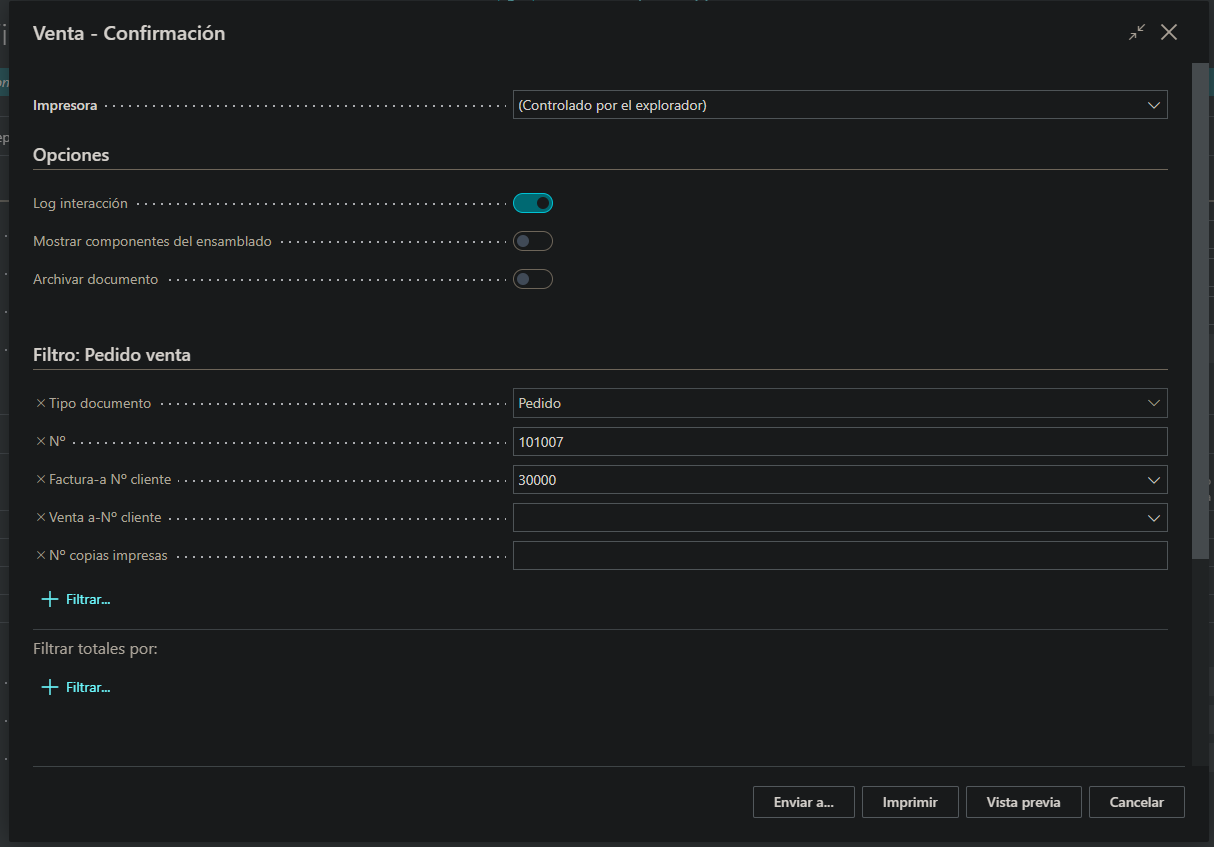 Venta - Confirmación
Impresora
(Controlado por el explorador)
Opciones
Log interacción
Mostrar componentes del ensamblado
Archivar documento
Filtro: Pedido venta
Tipo documento
Pedido
Nº
101007
Factura-a Nº cliente
30000
Venta a-Nº cliente
Nº copias impresas
Filtrar...
Filtrar totales por:
Filtrar...
Enviar a...
Imprimir
Vista previa
Cancelar